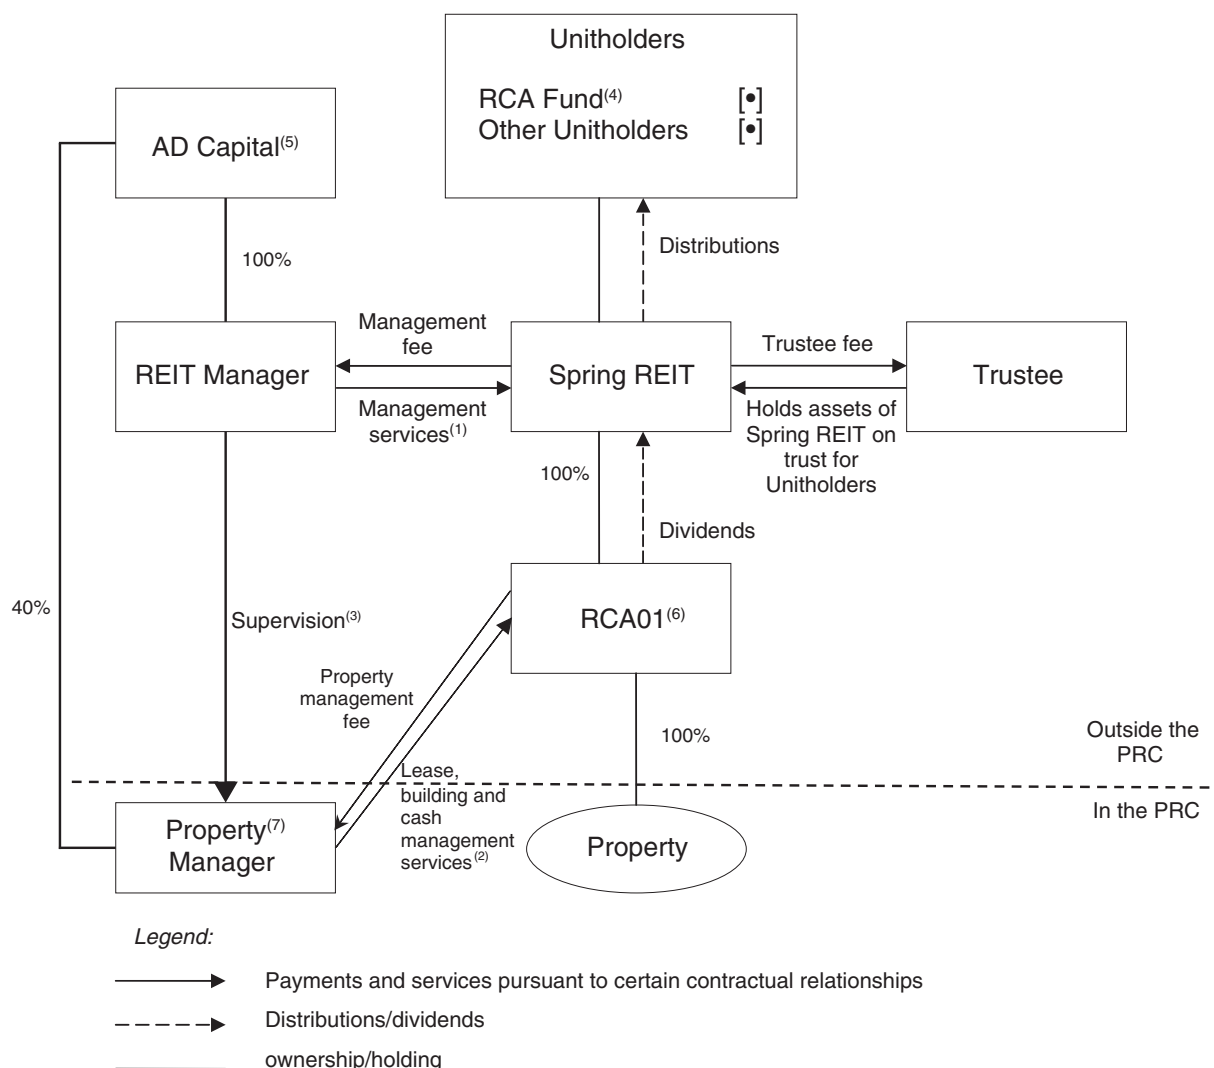 Unitholders
RCA Fund(4) [•]
Other Unitholders [•]
AD Capital(5)
100%
Distributions
REIT Manager
Management
fee
Management
services(1)
Spring REIT
Trustee fee
Holds assets of
Spring REIT on
trust for
Unitholders
Trustee
100%
Dividends
40%
Supervision(3)
RCA01(6)
Property
management
fee
100%
Outside the
PRC
Lease,
building and
cash
management
services(2)
In the PRC
Property(7)
Manager
Property
Legend:
Payments and services pursuant to certain contractual relationships
Distributions/dividends
ownership/holding